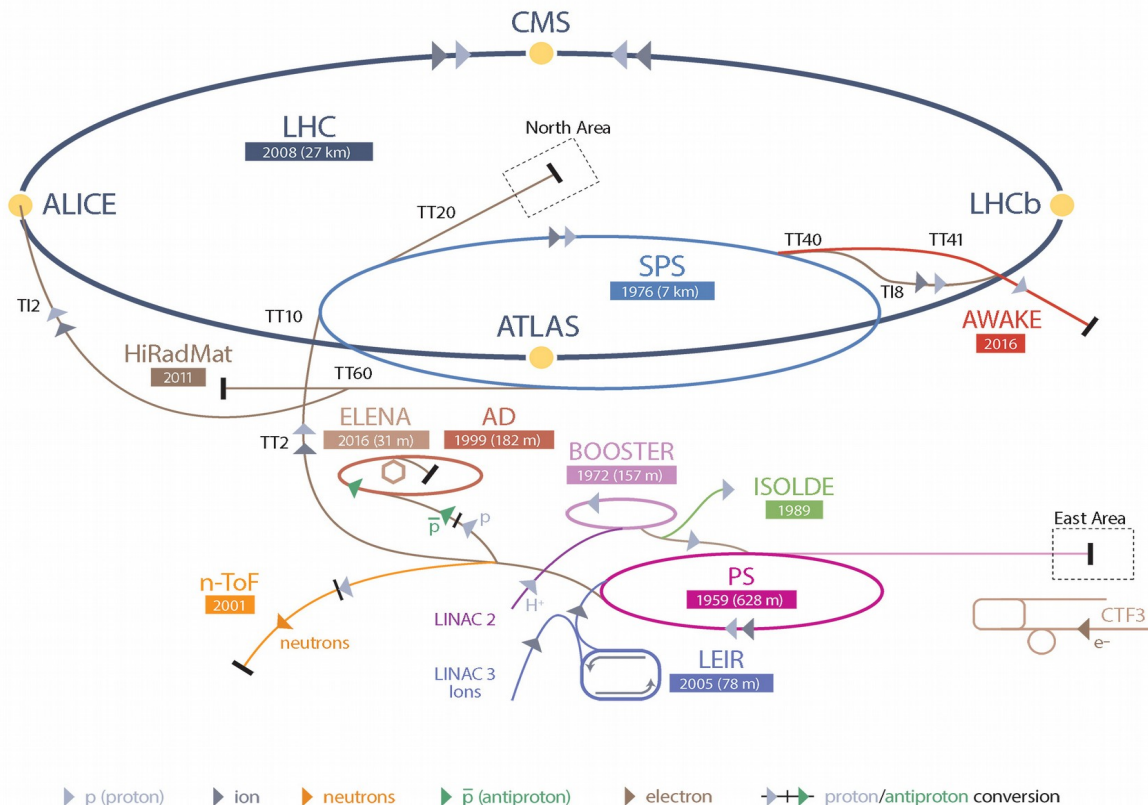 CMS
LHC
2008 (27 km)
North Area
ALICE
LHCb
TT20
TT40
TT41
SPS
1976 (7 km)
TI2
TI8
TT10
ATLAS
AWAKE
2016
HiRadMat
2011
TT60
ELENA
2016 (31 m)
AD
1999 (182 m)
TT2
BOOSTER
1972 (157 m)
ISOLDE
1989
p̅
p
East Area
n-ToF
2001
neutrons
PS
1959 (628 m)
H⁺
LINAC 2
CTF3
e⁻
LINAC 3
Ions
LEIR
2005 (78 m)
p (proton)
ion
neutrons
p̅ (antiproton)
electron
proton/antiproton conversion